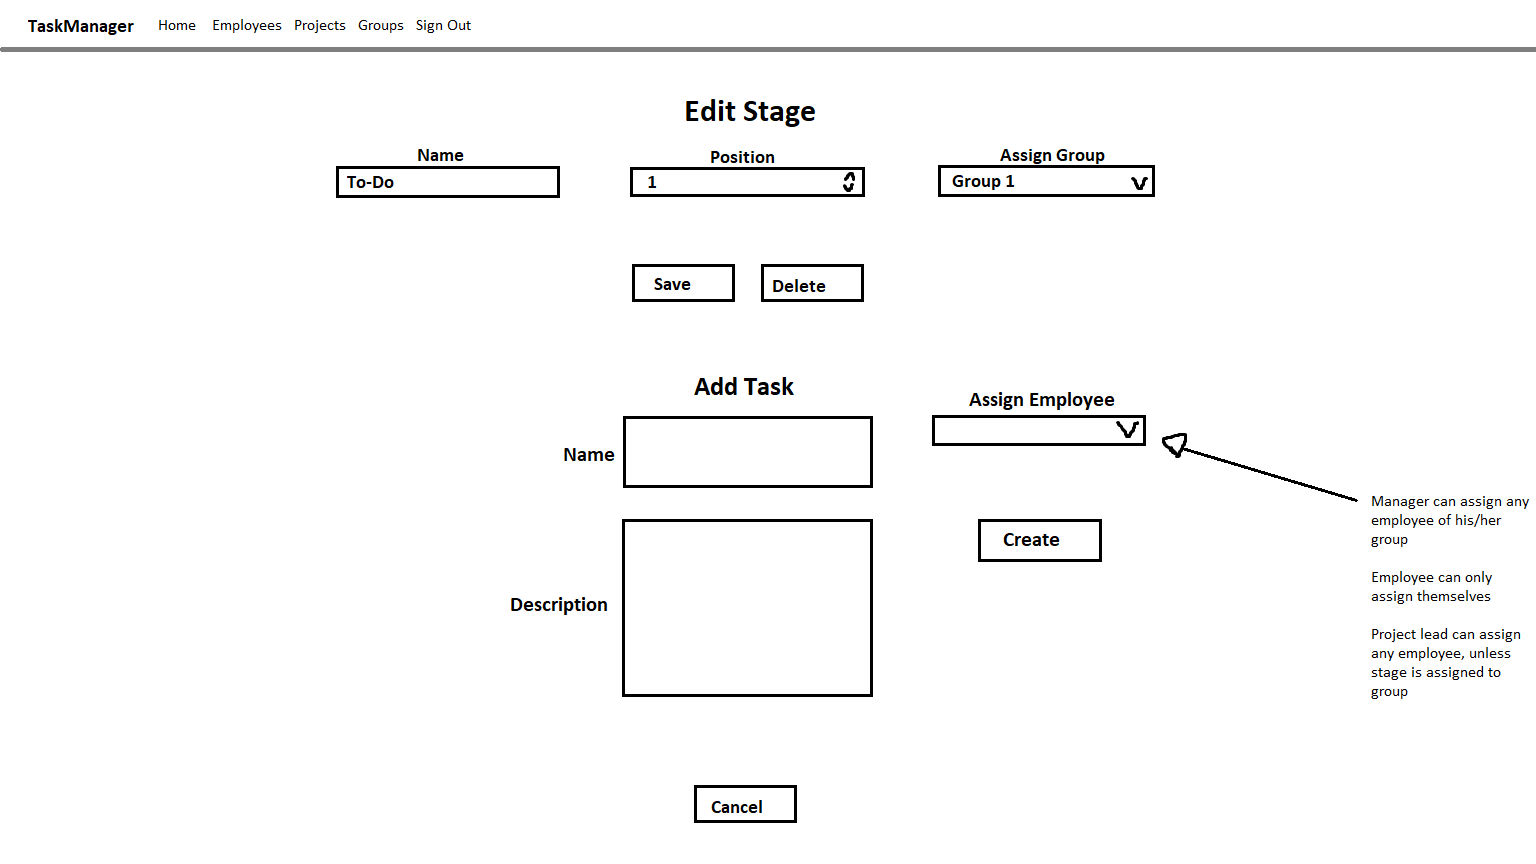 TaskManager Home Employees Projects Groups Sign Out
Edit Stage
Name Position Assign Group
To-Do 1 Group 1
Save Delete
Add Task
Assign Employee
Name
Manager can assign any
employee of his/her
group
Create
Employee can only
assign themselves
Description
Project lead can assign
any employee, unless
stage is assigned to
group
Cancel